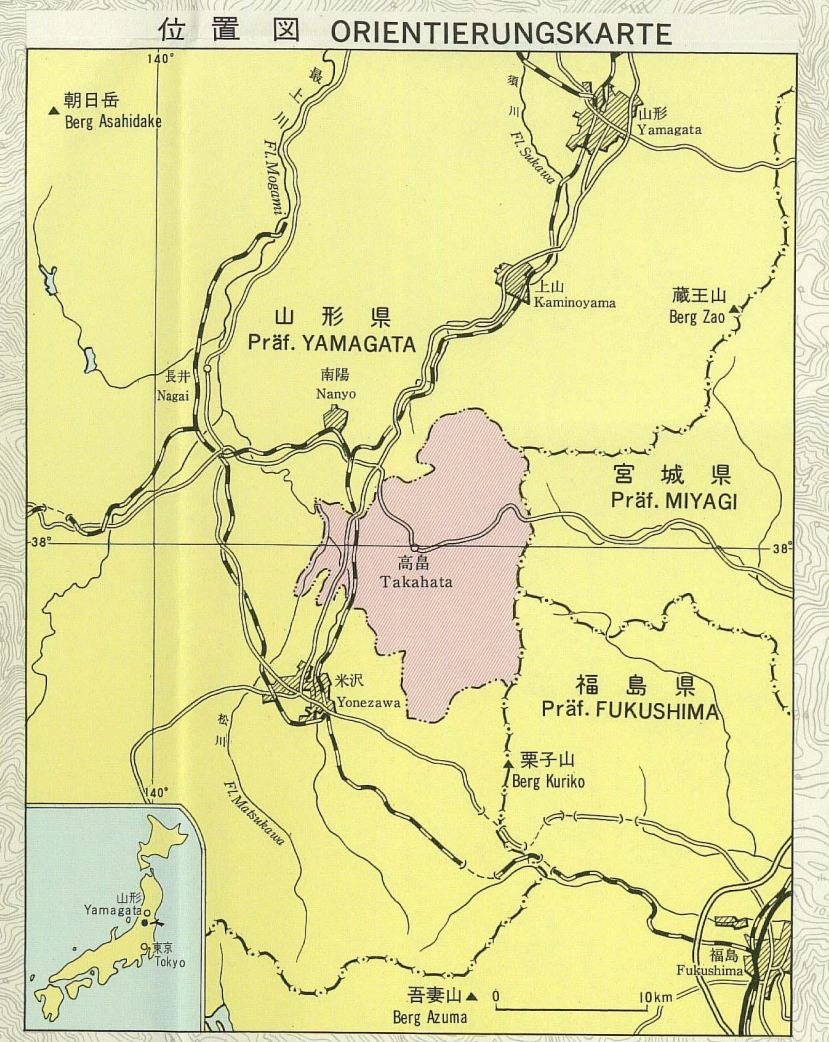 位置図 ORIENTIERUNGSKARTE
140°
朝日岳
Berg Asahidake
最上川
Fl. Mogami
須川
Fl. Sukawa
山形
Yamagata
上山
Kaminoyama
蔵王山
Berg Zao
山形県
Präf. YAMAGATA
長井
Nagai
南陽
Nanyo
宮城県
Präf. MIYAGI
38°
38°
高畠
Takahata
米沢
Yonezawa
福島県
Präf. FUKUSHIMA
松川
Fl. Matsukawa
栗子山
Berg Kuriko
140°
山形
Yamagata
東京
Tokyo
福島
Fukushima
吾妻山
Berg Azuma
0 10km